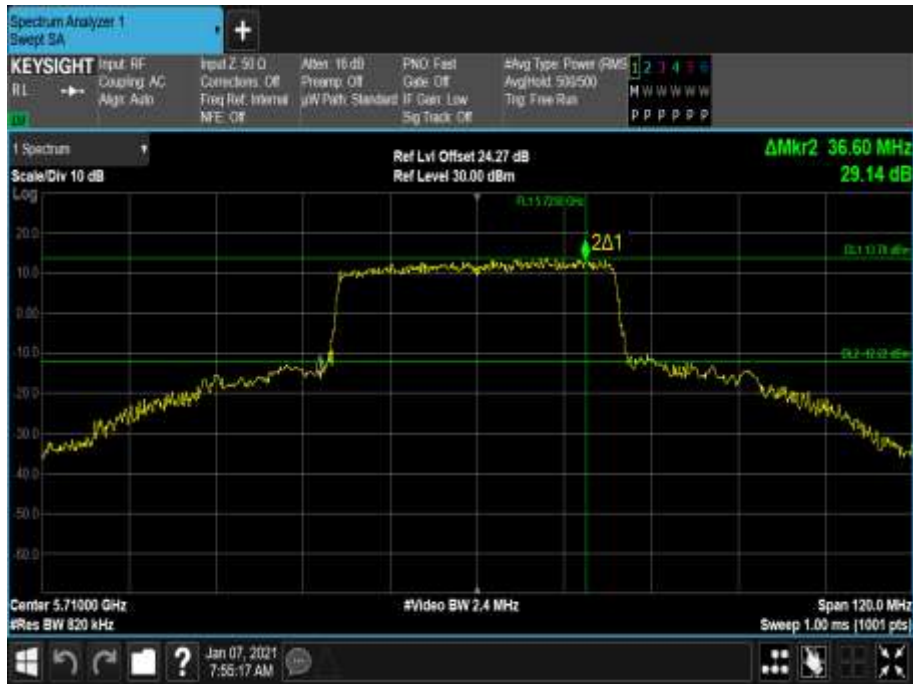 Spectrum Analyzer 1
Swept SA
+
KEYSIGHT
RL
Input: RF
Coupling: AC
Align: Auto
Input Z: 50 Ω
Corrections: Off
Freq Ref: Internal
NFE: Off
Atten: 16 dB
Preamp: Off
µW Path: Standard
PNO: Fast
Gate: Off
IF Gain: Low
Sig Track: Off
#Avg Type: Power (RMS
Avg|Hold: 500/500
Trig: Free Run
1 2 3 4 5 6
M W W W W W
P P P P P P
1 Spectrum
Scale/Div 10 dB
Ref Lvl Offset 24.27 dB
Ref Level 30.00 dBm
ΔMkr2 36.60 MHz
29.14 dB
Log
2Δ1
20.0
10.0
0.00
-10.0
-20.0
-30.0
-40.0
-50.0
-60.0
Center 5.71000 GHz
#Res BW 820 kHz
#Video BW 2.4 MHz
Span 120.0 MHz
Sweep 1.00 ms (1001 pts)
?
Jan 07, 2021
7:55:17 AM